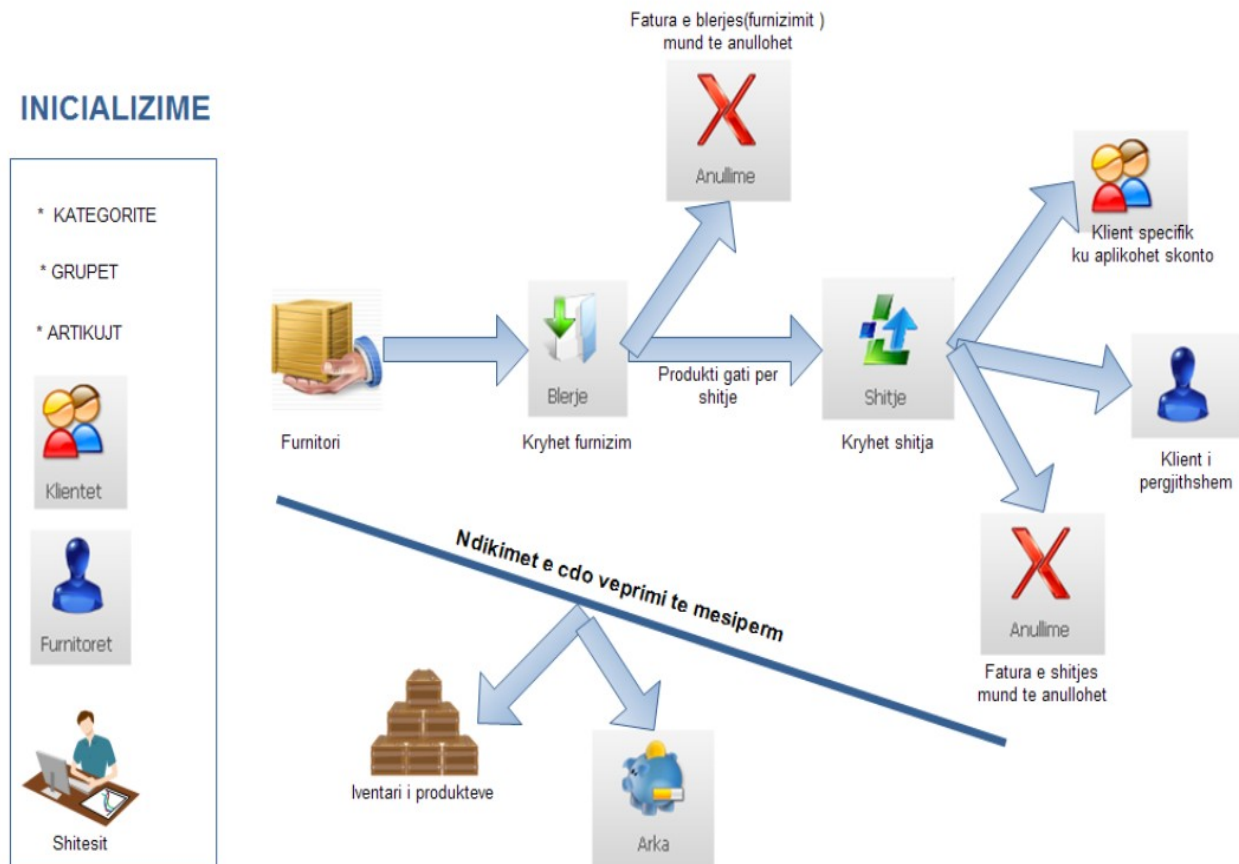 INICIALIZIME
* KATEGORITE
* GRUPET
* ARTIKUJT
Klientet
Furnitoret
Shitesit
Fatura e blerjes(furnizimit )
mund te anullohet
Anullime
Furnitori
Blerje
Kryhet furnizim
Produkti gati per
shitje
Shitje
Kryhet shitja
Klient specifik
ku aplikohet skonto
Klient i
pergjithshem
Anullime
Fatura e shitjes
mund te anullohet
Ndikimet e cdo veprimi te mesiperm
Iventari i produkteve
Arka